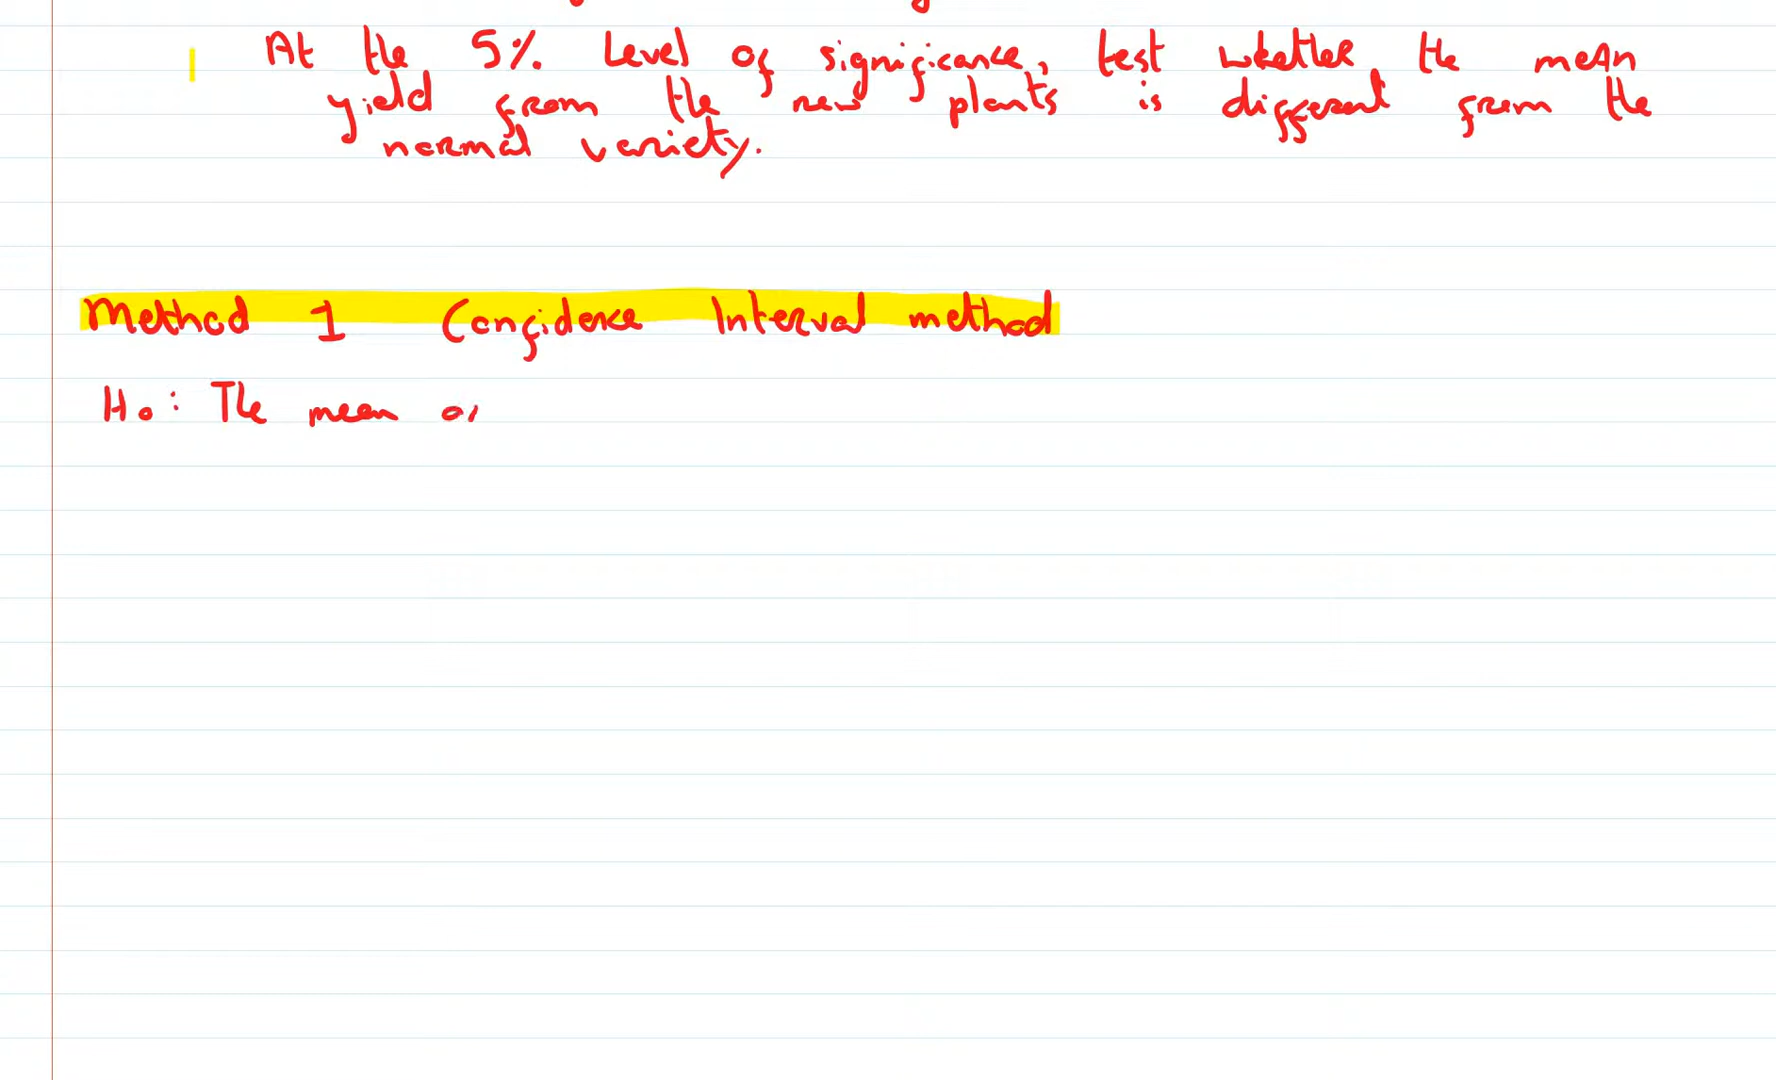 At the 5% level of significance, test whether the mean
yield from the new plants is different from the
normal variety.
Method 1 Confidence Interval method
Ho: The mean o